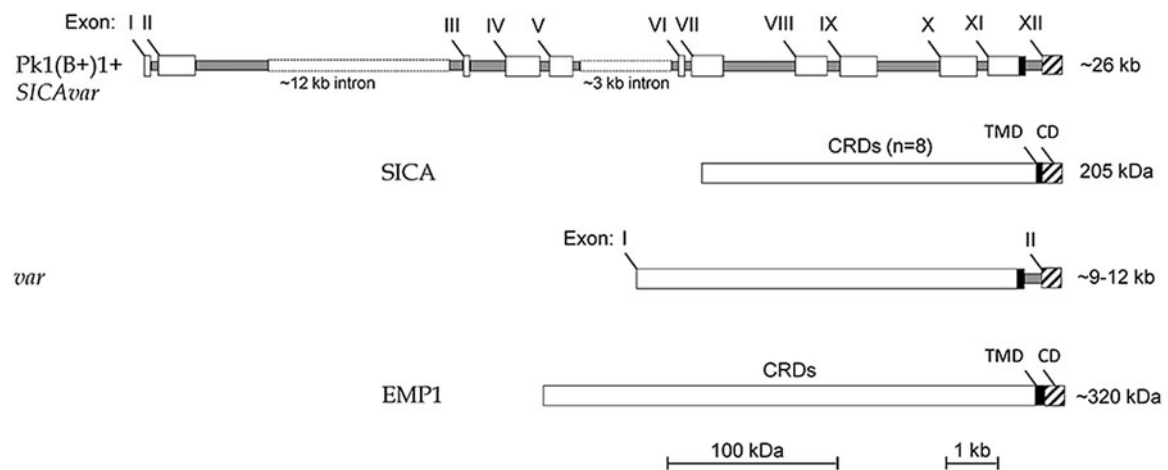 Exon: I II III IV V VI VII VIII IX X XI XII
Pk1(B+)1+ ~26 kb
SICAvar ~12 kb intron ~3 kb intron
TMD CD
CRDs (n=8)
SICA 205 kDa
Exon: I II
var ~9-12 kb
TMD CD
CRDs
EMP1 ~320 kDa
100 kDa 1 kb